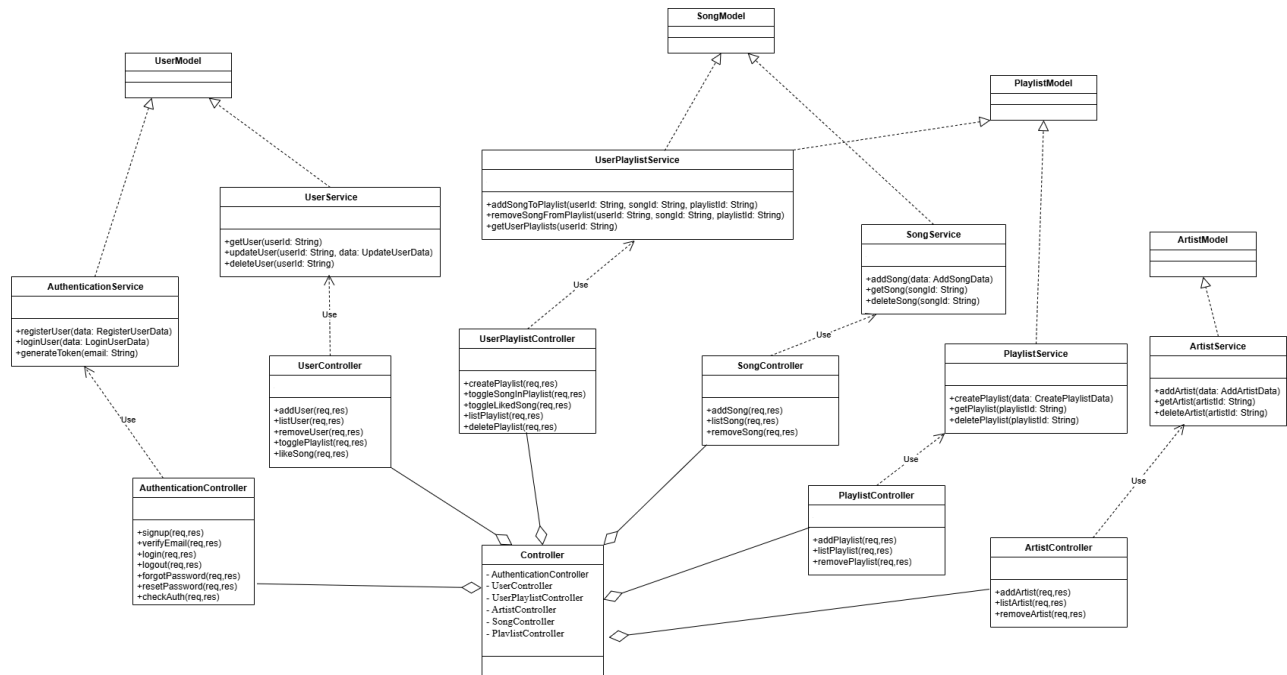 SongModel
UserModel
PlaylistModel
UserPlaylistService
+addSongToPlaylist(userId: String, songId: String, playlistId: String)
+removeSongFromPlaylist(userId: String, songId: String, playlistId: String)
+getUserPlaylists(userId: String)
UserService
+getUser(userId: String)
+updateUser(userId: String, data: UpdateUserData)
+deleteUser(userId: String)
SongService
+addSong(data: AddSongData)
+getSong(songId: String)
+deleteSong(songId: String)
ArtistModel
AuthenticationService
+registerUser(data: RegisterUserData)
+loginUser(data: LoginUserData)
+generateToken(email: String)
Use
Use
Use
UserPlaylistController
+createPlaylist(req,res)
+toggleSongInPlaylist(req,res)
+toggleLikedSong(req,res)
+listPlaylist(req,res)
+deletePlaylist(req,res)
PlaylistService
+createPlaylist(data: CreatePlaylistData)
+getPlaylist(playlistId: String)
+deletePlaylist(playlistId: String)
ArtistService
+addArtist(data: AddArtistData)
+getArtist(artistId: String)
+deleteArtist(artistId: String)
UserController
+addUser(req,res)
+listUser(req,res)
+removeUser(req,res)
+togglePlaylist(req,res)
+likeSong(req,res)
SongController
+addSong(req,res)
+listSong(req,res)
+removeSong(req,res)
Use
Use
Use
AuthenticationController
+signup(req,res)
+verifyEmail(req,res)
+login(req,res)
+logout(req,res)
+forgotPassword(req,res)
+resetPassword(req,res)
+checkAuth(req,res)
PlaylistController
+addPlaylist(req,res)
+listPlaylist(req,res)
+removePlaylist(req,res)
ArtistController
+addArtist(req,res)
+listArtist(req,res)
+removeArtist(req,res)
Controller
- AuthenticationController
- UserController
- UserPlaylistController
- ArtistController
- SongController
- PlavlistController